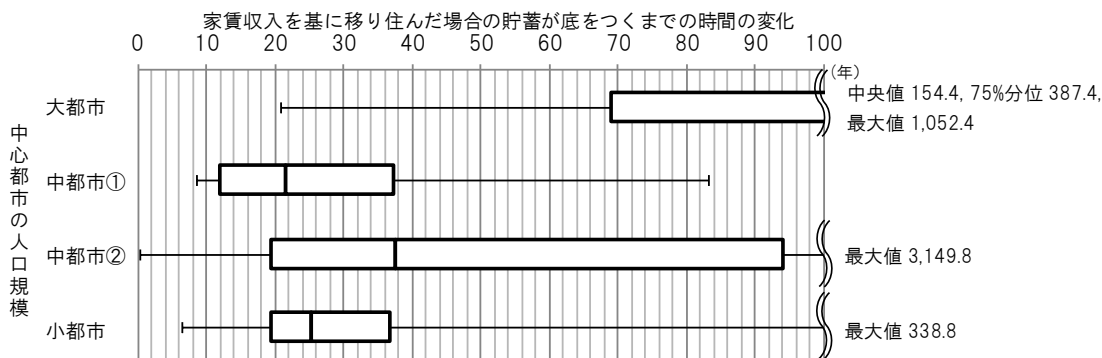 家賃収入を基に移り住んだ場合の貯蓄が底をつくまでの時間の変化
0 10 20 30 40 50 60 70 80 90 100
(年)
中心都市の人口規模
大都市
中央値 154.4, 75%分位 387.4,
最大値 1,052.4
中都市①
中都市②
最大値 3,149.8
小都市
最大値 338.8